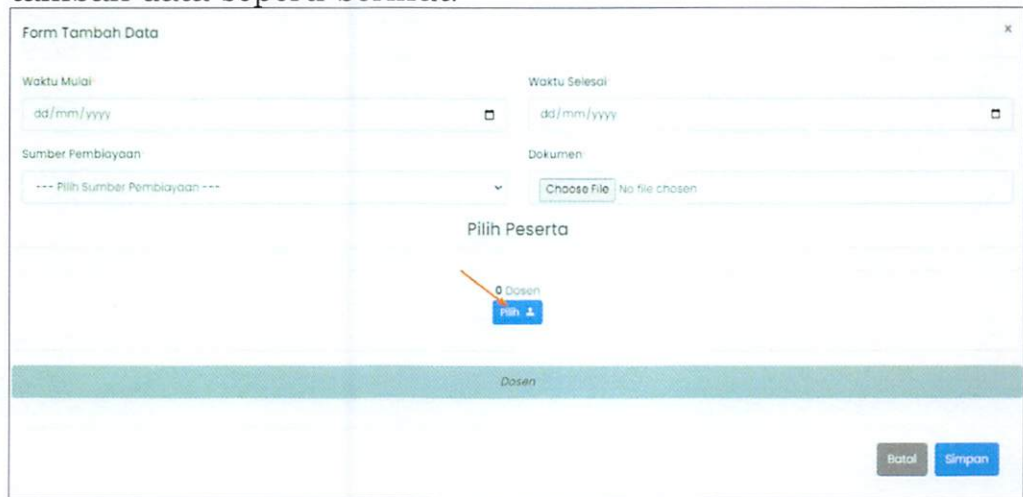 Form Tambah Data x
Waktu Mulai Waktu Selesai
dd/mm/yyyy dd/mm/yyyy
Sumber Pembiayaan Dokumen
--- Pilih Sumber Pembiayaan --- Choose File No file chosen
Pilih Peserta
0 Dosen
Pilih
Dosen
Batal Simpan